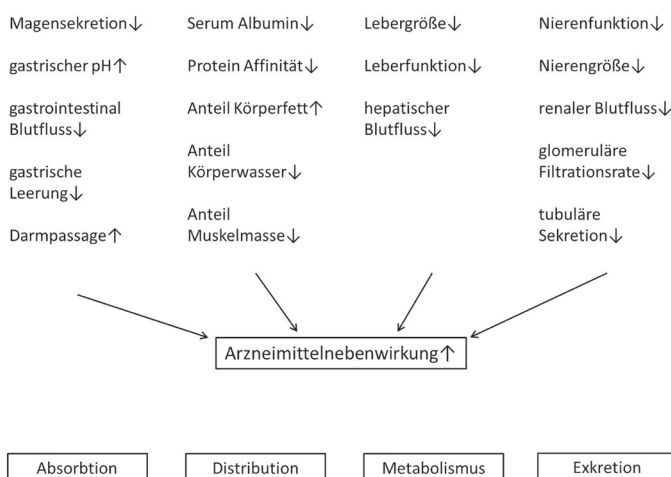 Magensekretion↓
gastrischer pH↑
gastrointestinal
Blutfluss↓
gastrische
Leerung↓
Darmpassage↑
Serum Albumin↓
Protein Affinität↓
Anteil Körperfett↑
Anteil
Körperwasser↓
Anteil
Muskelmasse↓
Lebergröße↓
Leberfunktion↓
hepatischer
Blutfluss↓
Nierenfunktion↓
Nierengröße↓
renaler Blutfluss↓
glomeruläre
Filtrationsrate↓
tubuläre
Sekretion↓
Arzneimittelnebenwirkung↑
Absorbtion
Distribution
Metabolismus
Exkretion